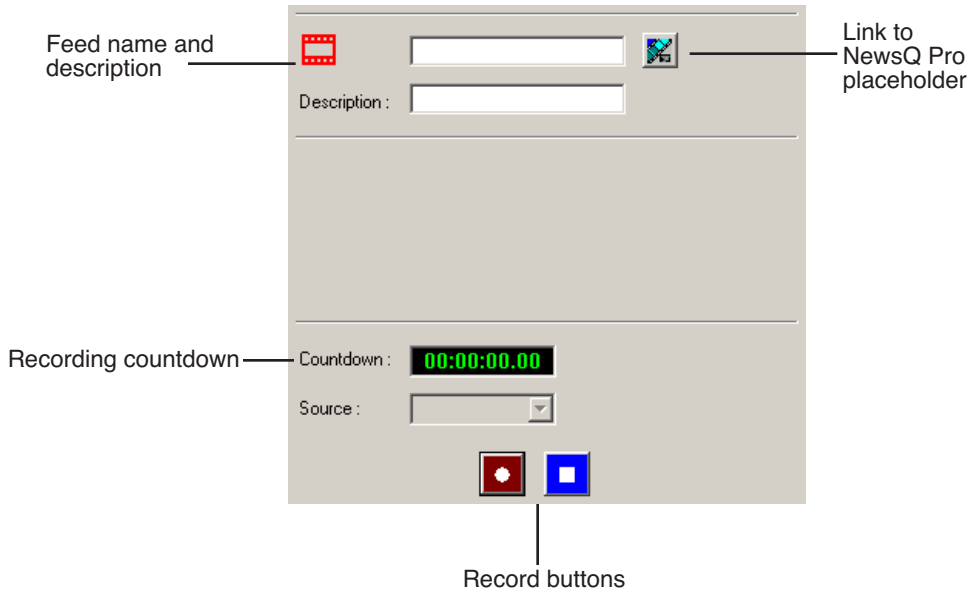 Feed name and
description
Link to
NewsQ Pro
placeholder
Description :
Recording countdown
Countdown :
00:00:00.00
Source :
Record buttons